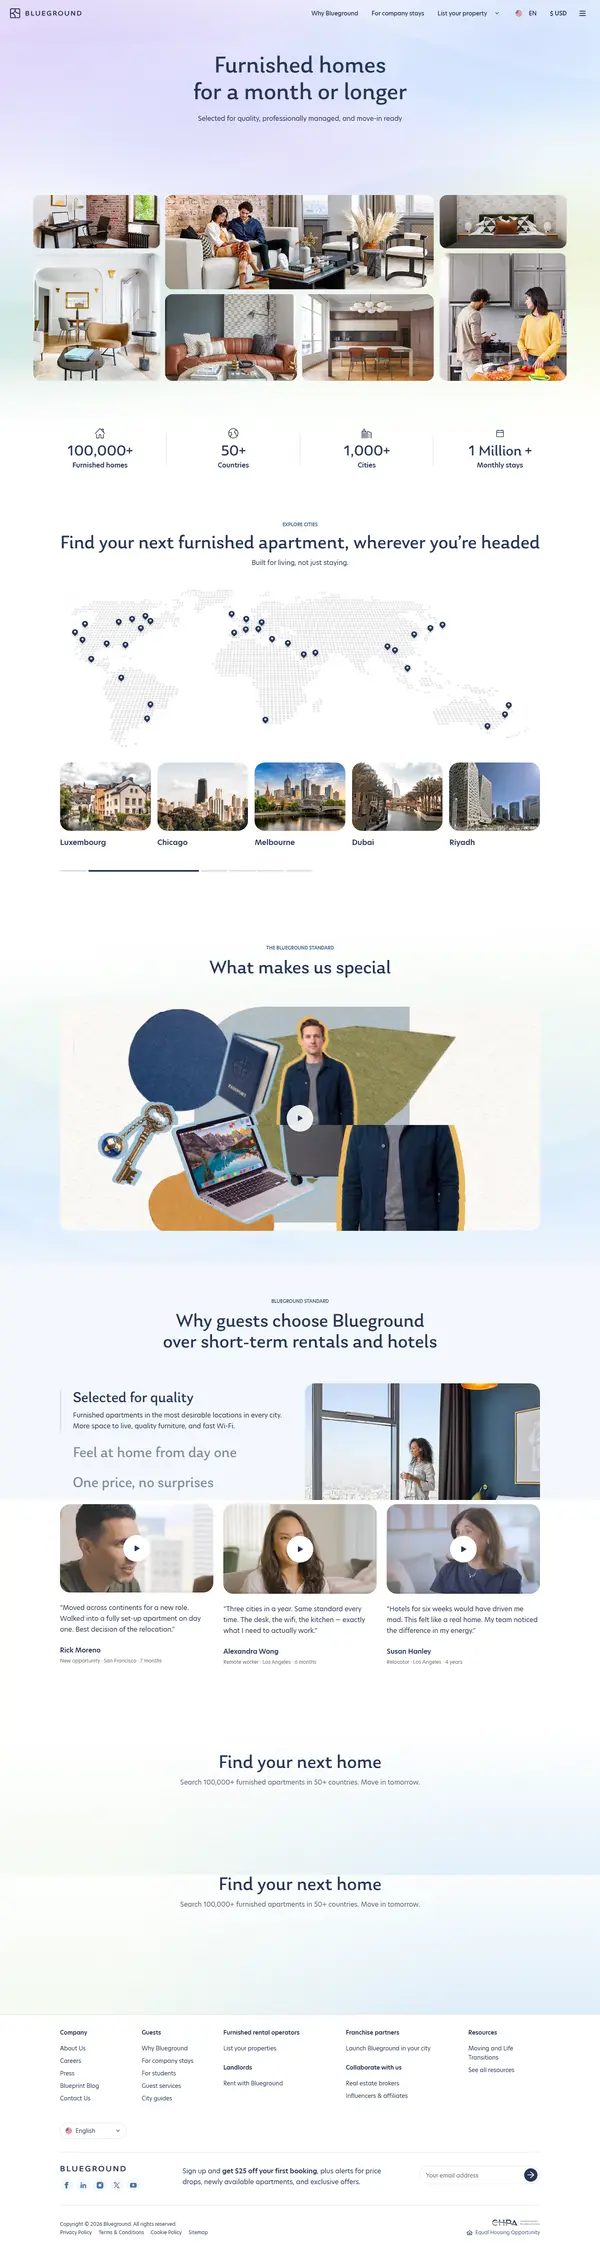 BLUEGROUND
Why Blueground
For company stays
List your property
EN
$ USD
Furnished homes
for a month or longer
Selected for quality, professionally managed, and move-in ready
100,000+
Furnished homes
50+
Countries
1,000+
Cities
1 Million +
Monthly stays
EXPLORE CITIES
Find your next furnished apartment, wherever you're headed
Built for living, not just staying.
Luxembourg
Chicago
Melbourne
Dubai
Riyadh
THE BLUEGROUND STANDARD
What makes us special
PASSPORT
BLUEGROUND STANDARD
Why guests choose Blueground
over short-term rentals and hotels
Selected for quality
Furnished apartments in the most desirable locations in every city.
More space to live, quality furniture, and fast Wi-Fi.
Feel at home from day one
One price, no surprises
"Moved across continents for a new role.
Walked into a fully set-up apartment on day
one. Best decision of the relocation."
Rick Moreno
New opportunity · San Francisco · 7 months
"Three cities in a year. Same standard every
time. The desk, the wifi, the kitchen — exactly
what I need to actually work."
Alexandra Wong
Remote worker · Los Angeles · 6 months
"Hotels for six weeks would have driven me
mad. This felt like a real home. My team noticed
the difference in my energy."
Susan Hanley
Relocator · Los Angeles · 4 years
Find your next home
Search 100,000+ furnished apartments in 50+ countries. Move in tomorrow.
Find your next home
Search 100,000+ furnished apartments in 50+ countries. Move in tomorrow.
Company
About Us
Careers
Press
Blueprint Blog
Contact Us
Guests
Why Blueground
For company stays
For students
Guest services
City guides
Furnished rental operators
List your properties
Landlords
Rent with Blueground
Franchise partners
Launch Blueground in your city
Collaborate with us
Real estate brokers
Influencers & affiliates
Resources
Moving and Life
Transitions
See all resources
English
BLUEGROUND
Sign up and get $25 off your first booking, plus alerts for price
drops, newly available apartments, and exclusive offers.
Your email address
Copyright © 2026 Blueground. All rights reserved.
Privacy Policy
Terms & Conditions
Cookie Policy
Sitemap
CHPA
Equal Housing Opportunity